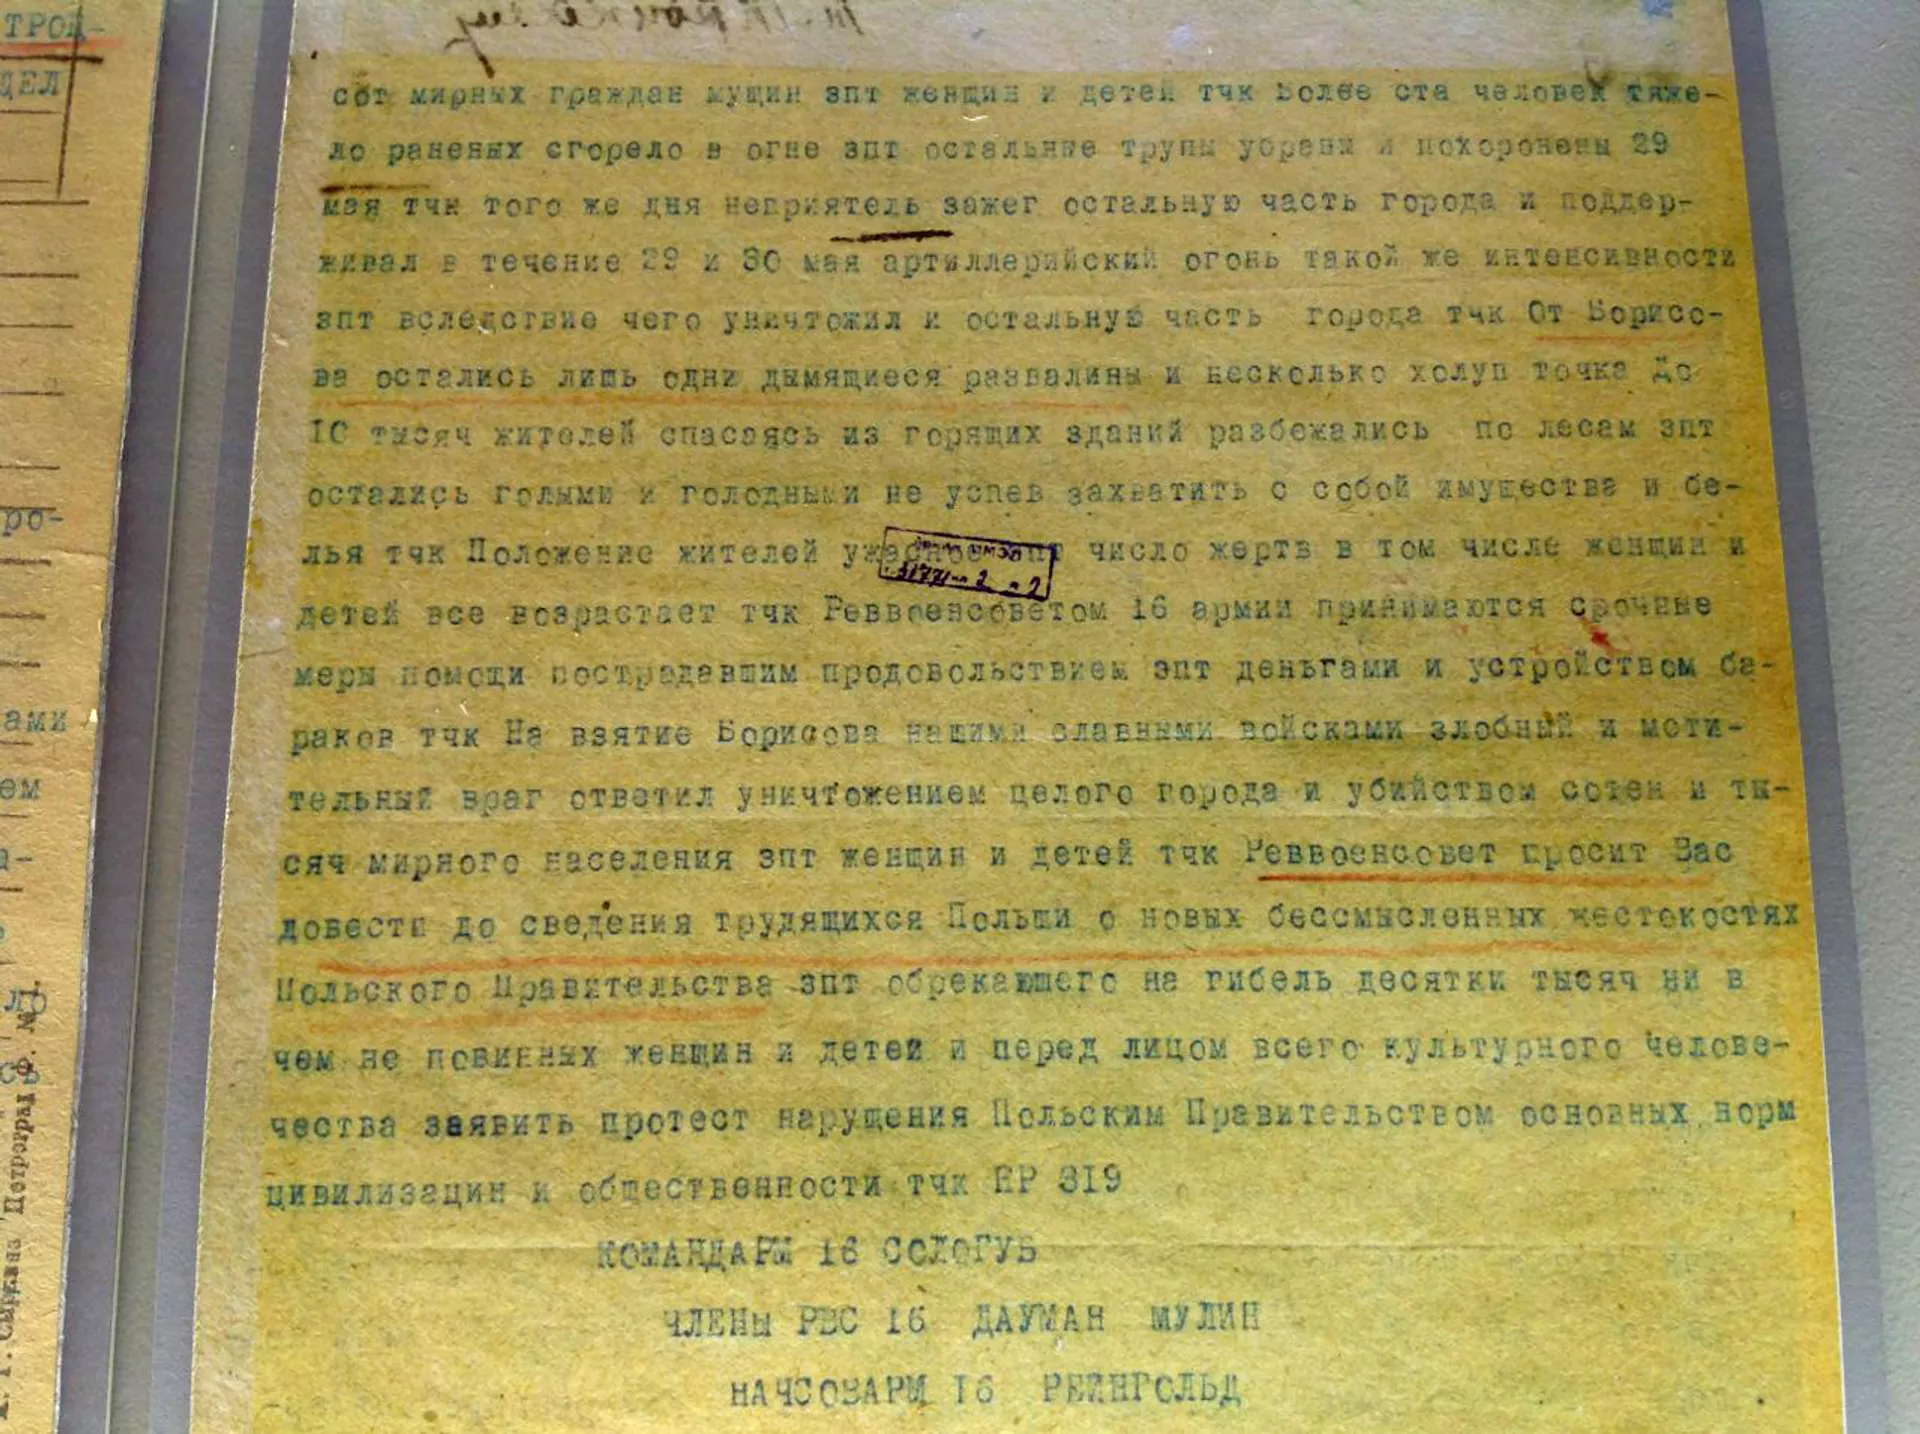 ТРОЦ-
ДЕЛ
ро-
ами
ем
сот мирных граждан мущин зпт женщин и детей тчк Более ста человек тяже-
ло раненых сгорело в огне зпт остальные трупы убраны и похоронены 29
мая тчк того же дня неприятель зажег остальную часть города и поддер-
живал в течение 29 и 30 мая артиллерийский огонь такой же интенсивности
зпт вследствие чего уничтожил и остальную часть города тчк От Борисо-
ва остались лишь одни дымящиеся развалины и несколько холуп точка До
10 тысяч жителей спасаясь из горящих зданий разбежались по лесам зпт
остались голыми и голодными не успев захватить с собой имущества и бе-
лья тчк Положение жителей ужасное зпт число жертв в том числе женщин и
детей все возрастает тчк Реввоенсоветом 16 армии принимаются срочные
меры помощи пострадавшим продовольствием зпт деньгами и устройством ба-
раков тчк На взятие Борисова нашими славными войсками злобный и мсти-
тельный враг ответил уничтожением целого города и убийством сотен и ты-
сяч мирного населения зпт женщин и детей тчк Реввоенсовет просит Вас
довести до сведения трудящихся Польши о новых бессмысленных жестокостях
Польского Правительства зпт обрекающего на гибель десятки тысяч ни в
чем не повинных женщин и детей и перед лицом всего культурного челове-
чества заявить протест нарушения Польским Правительством основных норм
цивилизации и общественности тчк НР 319
КОМАНДАРМ 16 СОЛОГУБ
ЧЛЕНЫ РВС 16 ДАУМАН МУЛИН
НАЧСОВАРМ 16 РЕЙНГОЛЬД